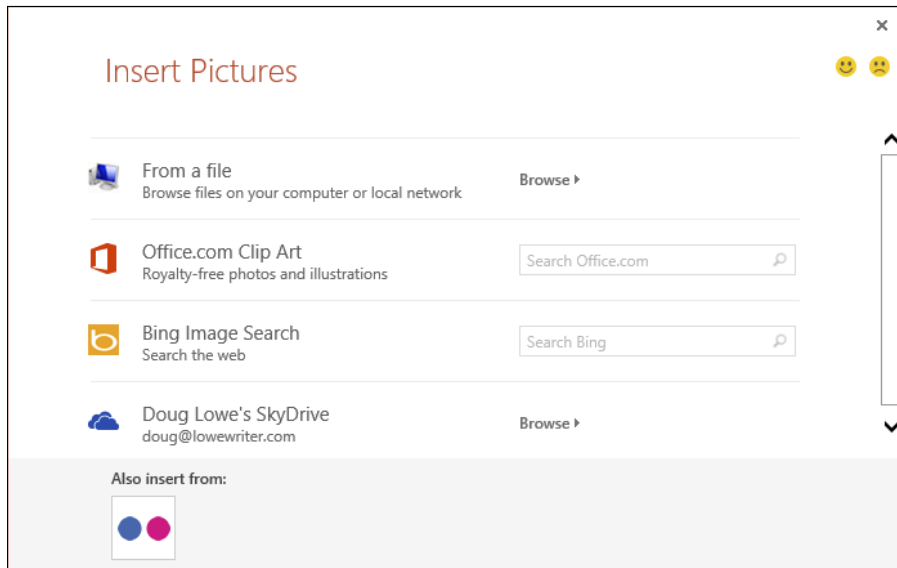 Insert Pictures
From a file
Browse files on your computer or local network
Browse
Office.com Clip Art
Royalty-free photos and illustrations
Search Office.com
Bing Image Search
Search the web
Search Bing
Doug Lowe's SkyDrive
doug@lowewriter.com
Browse
Also insert from: